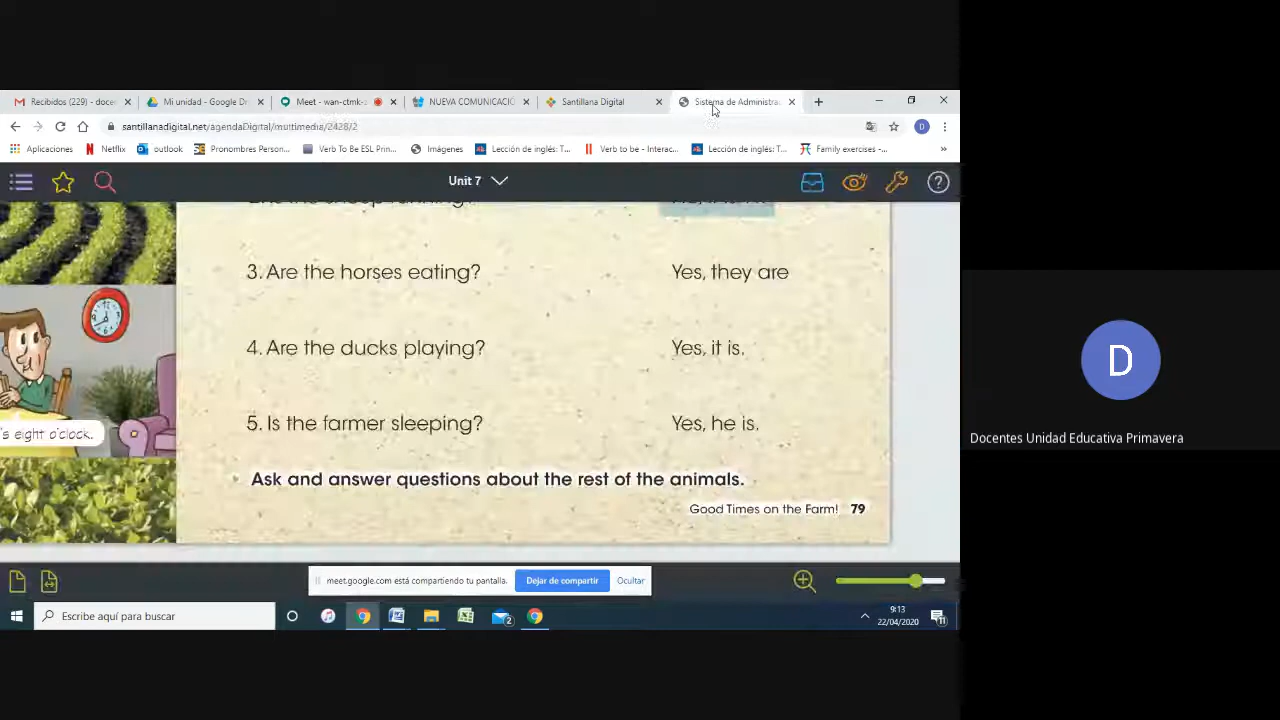 Recibidos (229) - doce
Mi unidad - Google Dr
Meet - wan-ctmk-
NUEVA COMUNICACIÓ
Santillana Digital
Sistema de Administra
santillanadigital.net/agendaDigital/multimedia/2428/2
D
Aplicaciones
Netflix
outlook
Pronombres Person...
Verb To Be ESL Prin...
Imágenes
Lección de inglés: T...
Verb to be - Interac...
Lección de inglés: T...
Family exercises -...
»
Unit 7
3. Are the horses eating?
Yes, they are
4. Are the ducks playing?
Yes, it is.
5. Is the farmer sleeping?
Yes, he is.
's eight o'clock.
Ask and answer questions about the rest of the animals.
Good Times on the Farm! 79
meet.google.com está compartiendo tu pantalla.
Dejar de compartir
Ocultar
Escribe aquí para buscar
2
9:13
22/04/2020
11
D
Docentes Unidad Educativa Primavera